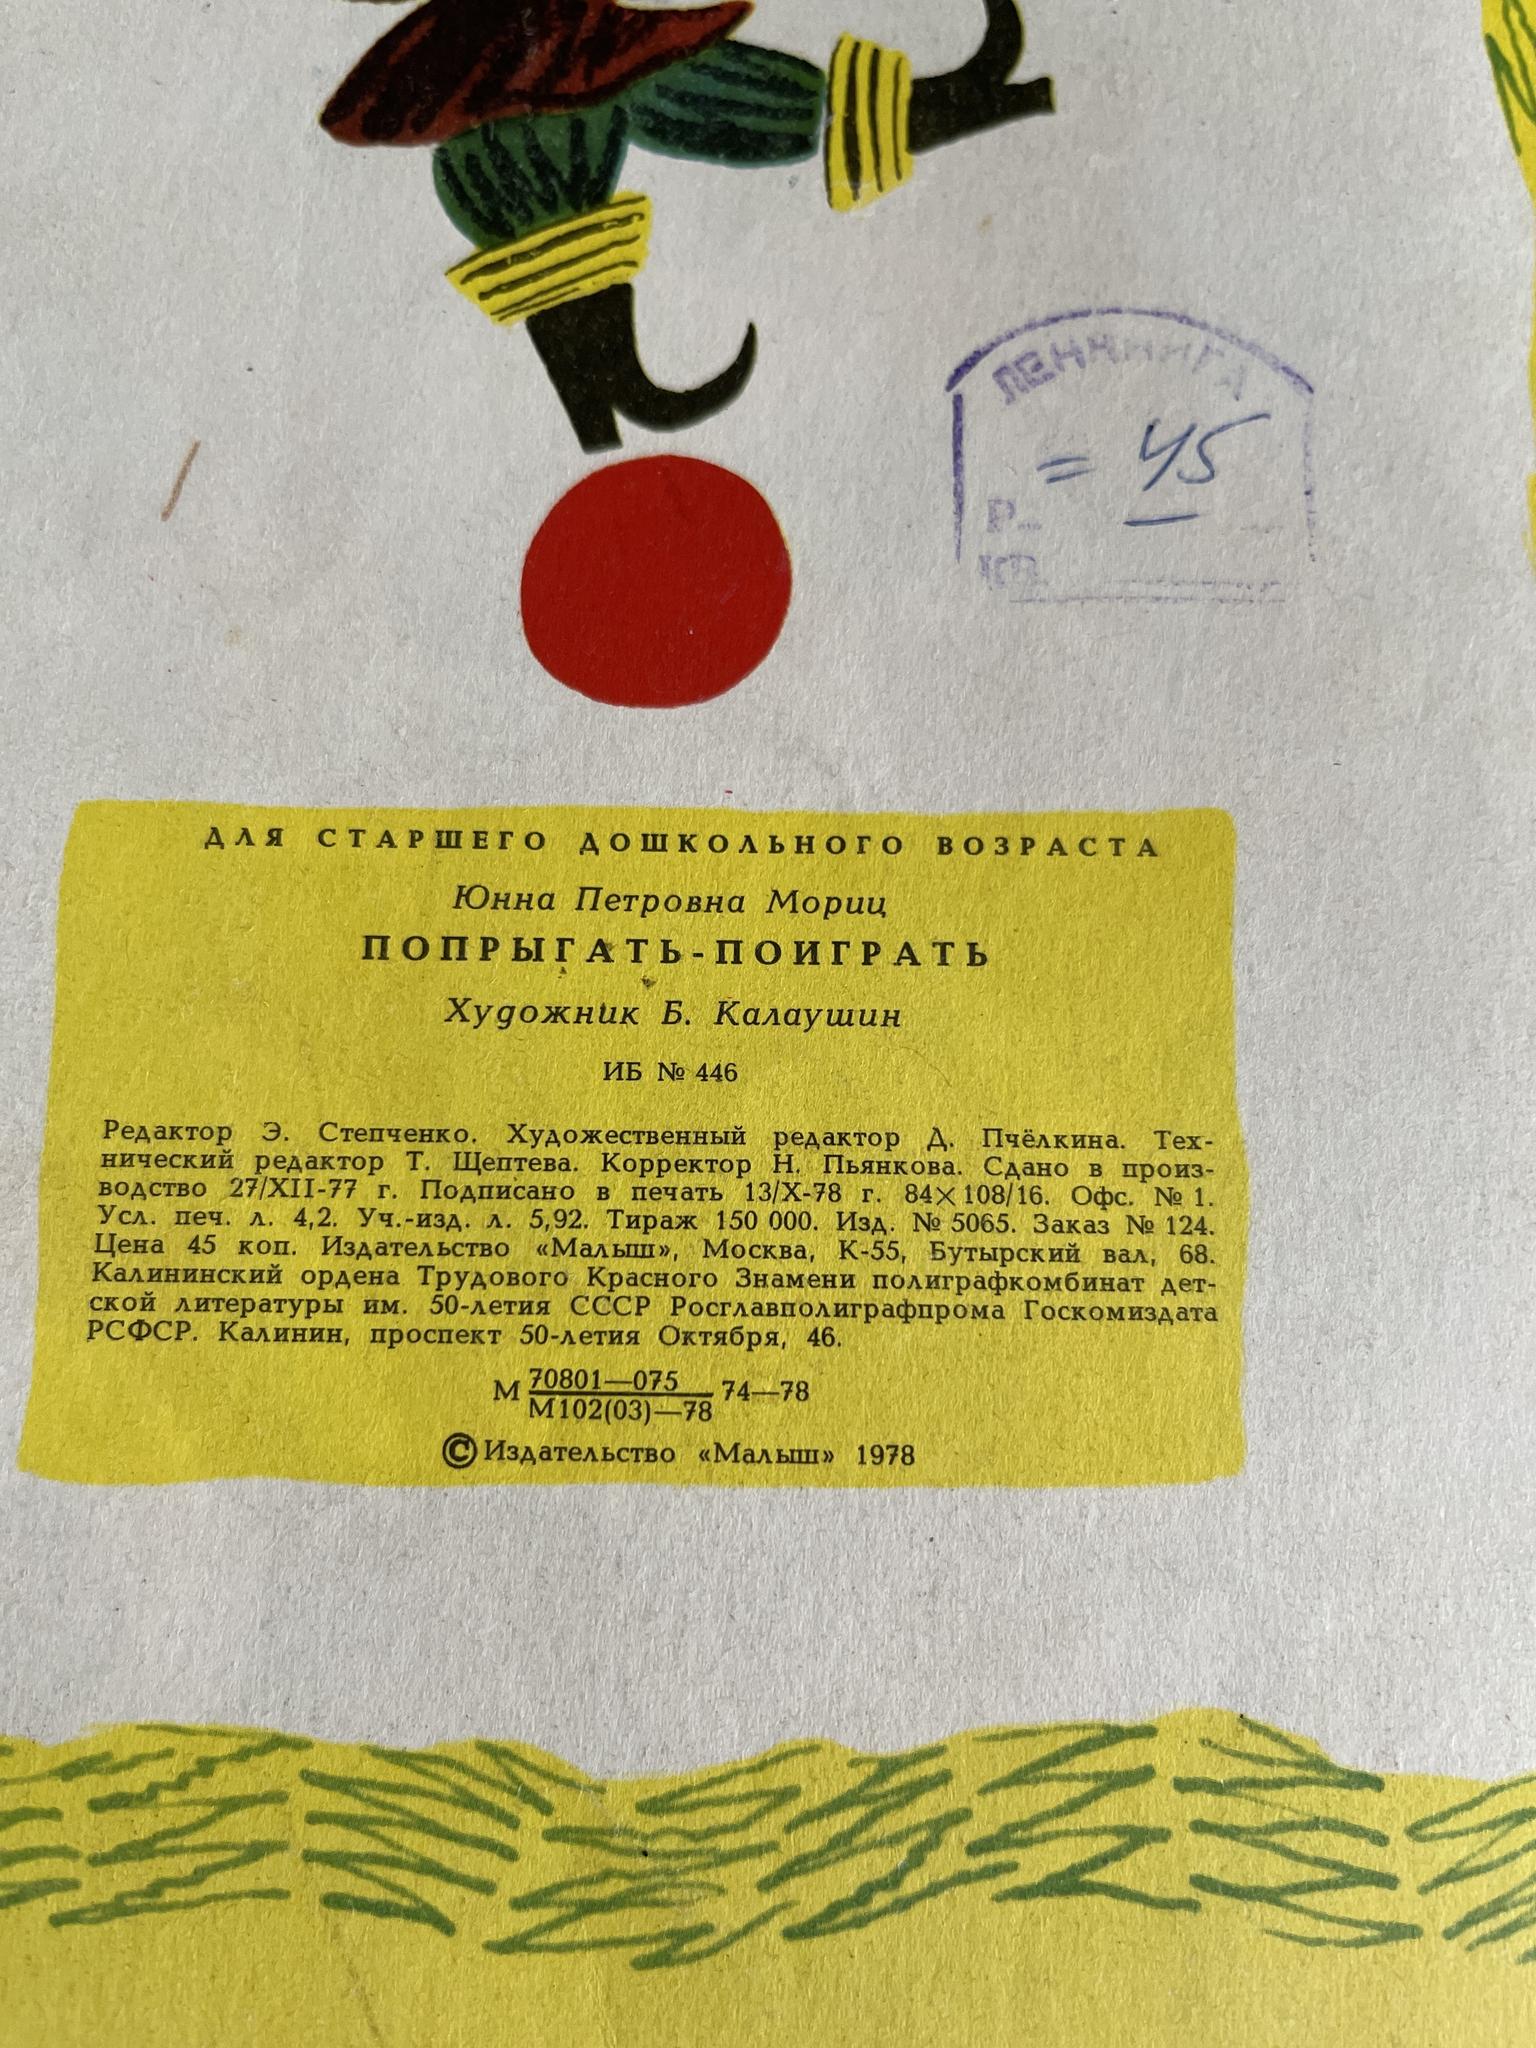 ЛЕНКНИГА
= 45
Р.
КВ
ДЛЯ СТАРШЕГО ДОШКОЛЬНОГО ВОЗРАСТА
Юнна Петровна Мориц
ПОПРЫГАТЬ-ПОИГРАТЬ
Художник Б. Калаушин
ИБ № 446
Редактор Э. Степченко. Художественный редактор Д. Пчёлкина. Тех-
нический редактор Т. Щептева. Корректор Н. Пьянкова. Сдано в произ-
водство 27/XII-77 г. Подписано в печать 13/X-78 г. 84×108/16. Офс. № 1.
Усл. печ. л. 4,2. Уч.-изд. л. 5,92. Тираж 150 000. Изд. № 5065. Заказ № 124.
Цена 45 коп. Издательство «Малыш», Москва, К-55, Бутырский вал, 68.
Калининский ордена Трудового Красного Знамени полиграфкомбинат дет-
ской литературы им. 50-летия СССР Росглавполиграфпрома Госкомиздата
РСФСР. Калинин, проспект 50-летия Октября, 46.
М 70801—075 74—78
М102(03)—78
© Издательство «Малыш» 1978